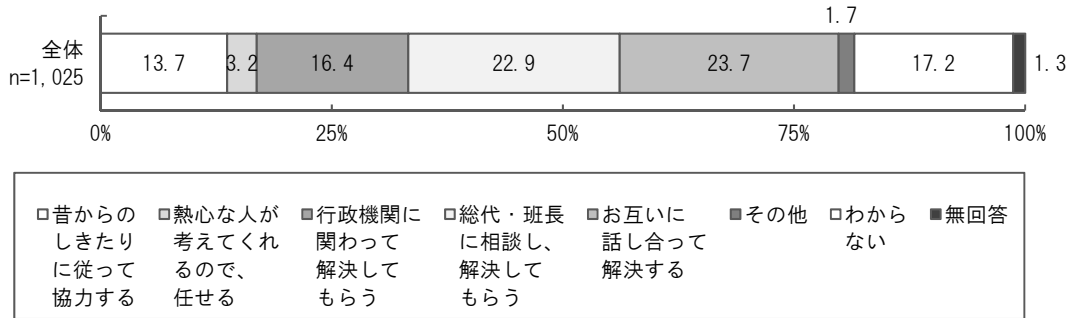 1.7
全体
n=1,025
13.7 3.2 16.4 22.9 23.7 17.2 1.3
0% 25% 50% 75% 100%
昔からの
しきたり
に従って
協力する
熱心な人が
考えてくれ
るので、
任せる
行政機関に
関わって
解決して
もらう
総代・班長
に相談し、
解決して
もらう
お互いに
話し合って
解決する
その他
わから
ない
無回答